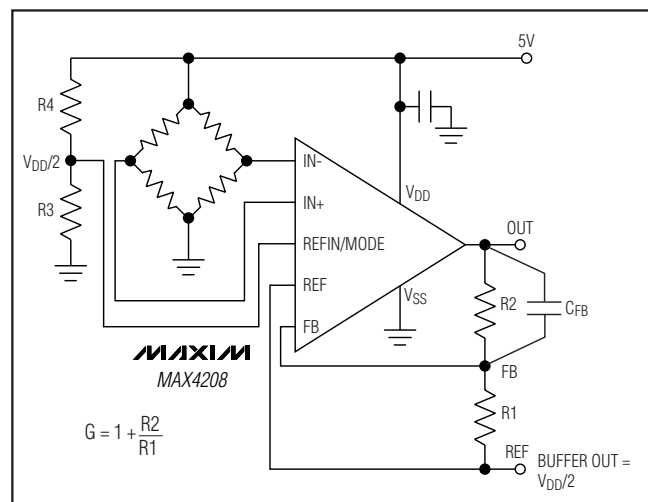 5V
R4
VDD/2
R3
IN-
IN+
REFIN/MODE
REF
FB
VDD
VSS
OUT
R2
CFB
FB
R1
REF
BUFFER OUT =
VDD/2
MAXIM
MAX4208
G = 1 + R2
R1